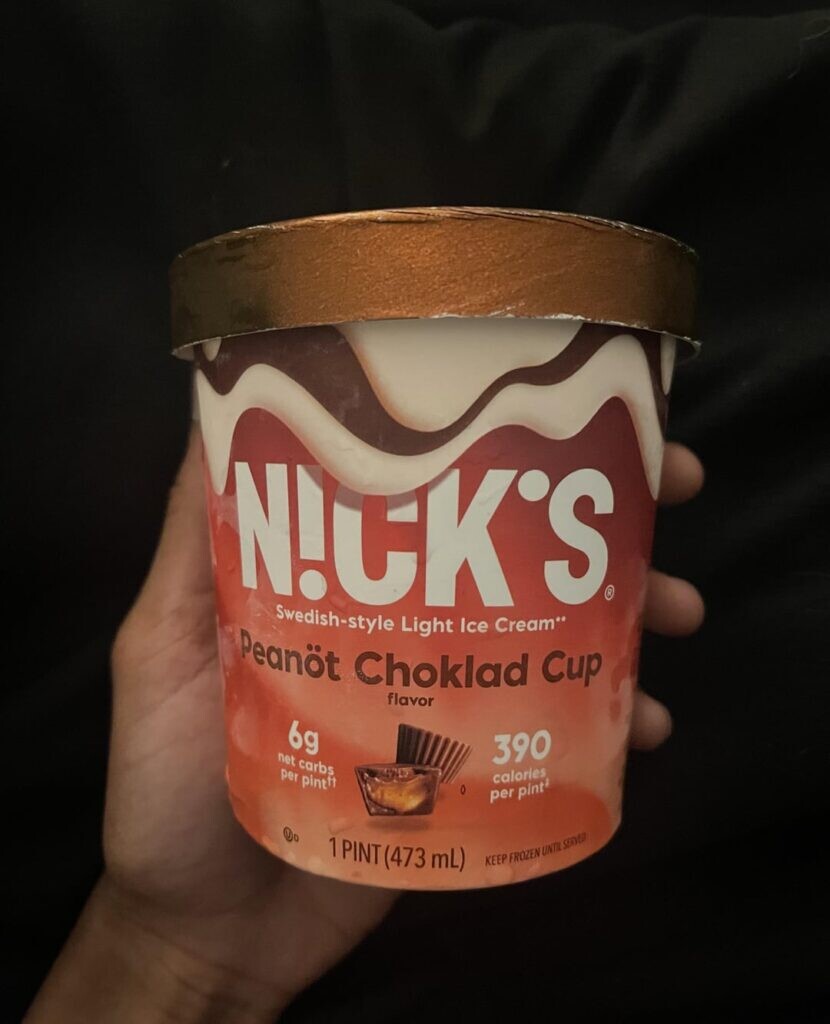 N!CK'S®
Swedish-style Light Ice Cream**
Peanöt Choklad Cup
flavor
6g
net carbs
per pint††
390
calories
per pint‡
U D
1 PINT (473 mL)
KEEP FROZEN UNTIL SERVED